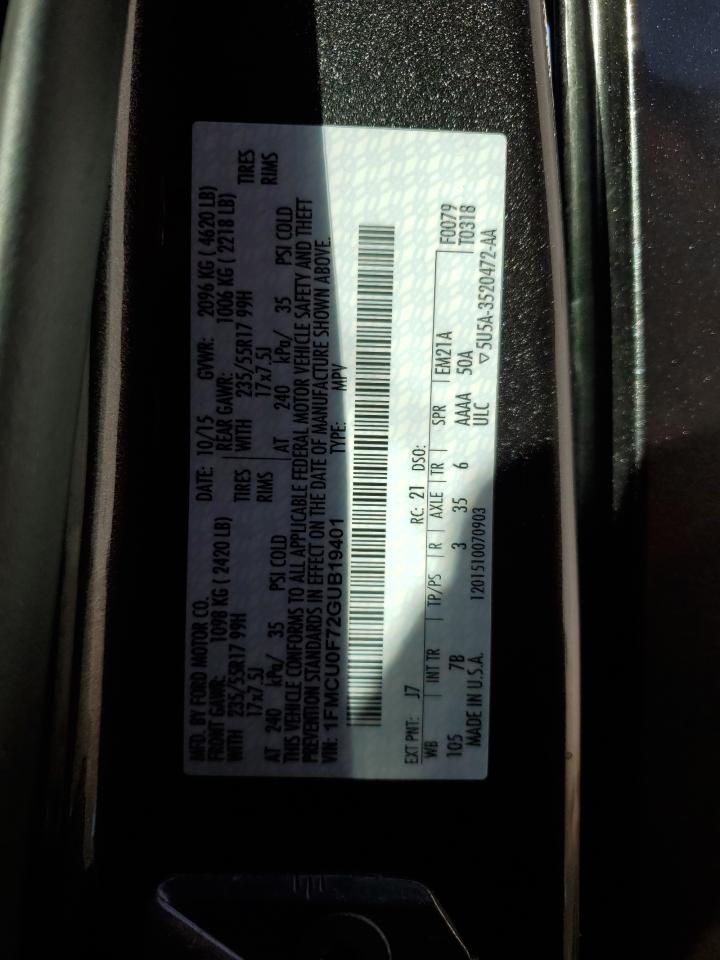 MFD. BY FORD MOTOR CO.
DATE: 10/15 GVWR: 2096 KG ( 4620 LB)
FRONT GAWR: 1098 KG ( 2420 LB) REAR GAWR: 1006 KG ( 2218 LB)
WITH 235/55R17 99H TIRES WITH 235/55R17 99H TIRES
17x7.5J RIMS 17x7.5J RIMS
AT 240 kPa/ 35 PSI COLD AT 240 kPa/ 35 PSI COLD
THIS VEHICLE CONFORMS TO ALL APPLICABLE FEDERAL MOTOR VEHICLE SAFETY AND THEFT
PREVENTION STANDARDS IN EFFECT ON THE DATE OF MANUFACTURE SHOWN ABOVE.
VIN: 1FMCU0F72GUB19401 TYPE: MPV
EXT PNT: J7 RC: 21 DSO: F0079
WB INT TR TP/PS R AXLE TR SPR EM21A T0318
105 7B 3 35 6 AAAA 50A
MADE IN U.S.A. 1201510070903 ULC ▽5U5A-3520472-AA